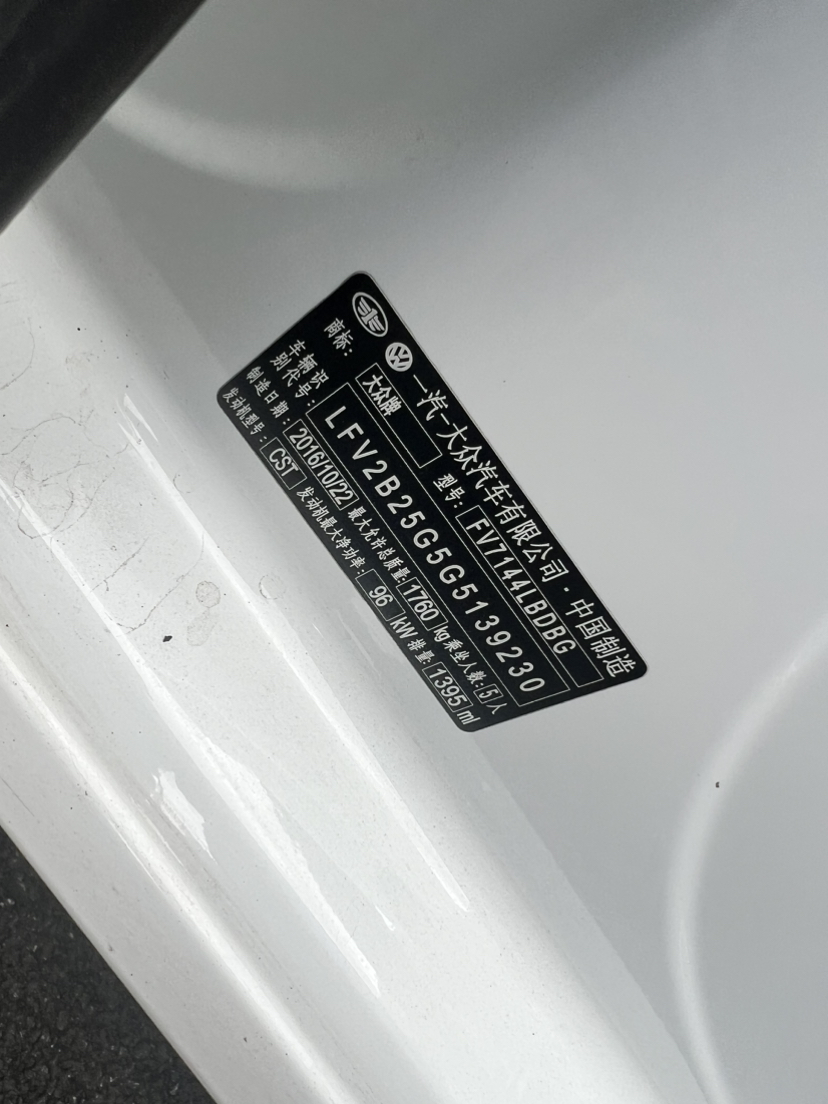 一汽-大众汽车有限公司·中国制造
商标: 大众牌 型号: FV7144LBDBG
车辆识别代号: LFV2B25G5G5139230
制造日期: 2016/10/22 最大允许总质量: 1760 kg 乘坐人数: 5 人
发动机型号: CST 发动机最大净功率: 96 kW 排量: 1395 ml